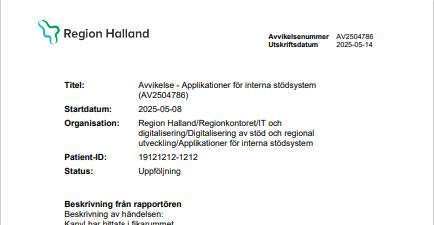 Region Halland
Avvikelsenummer AV2504786
Utskriftsdatum 2025-05-14
Titel: Avvikelse - Applikationer för interna stödsystem
(AV2504786)
Startdatum: 2025-05-08
Organisation: Region Halland/Regionkontoret/IT och
digitalisering/Digitalisering av stöd och regional
utveckling/Applikationer för interna stödsystem
Patient-ID: 19121212-1212
Status: Uppföljning
Beskrivning från rapportören
Beskrivning av händelsen:
Kanyl har hittats i fikarummet